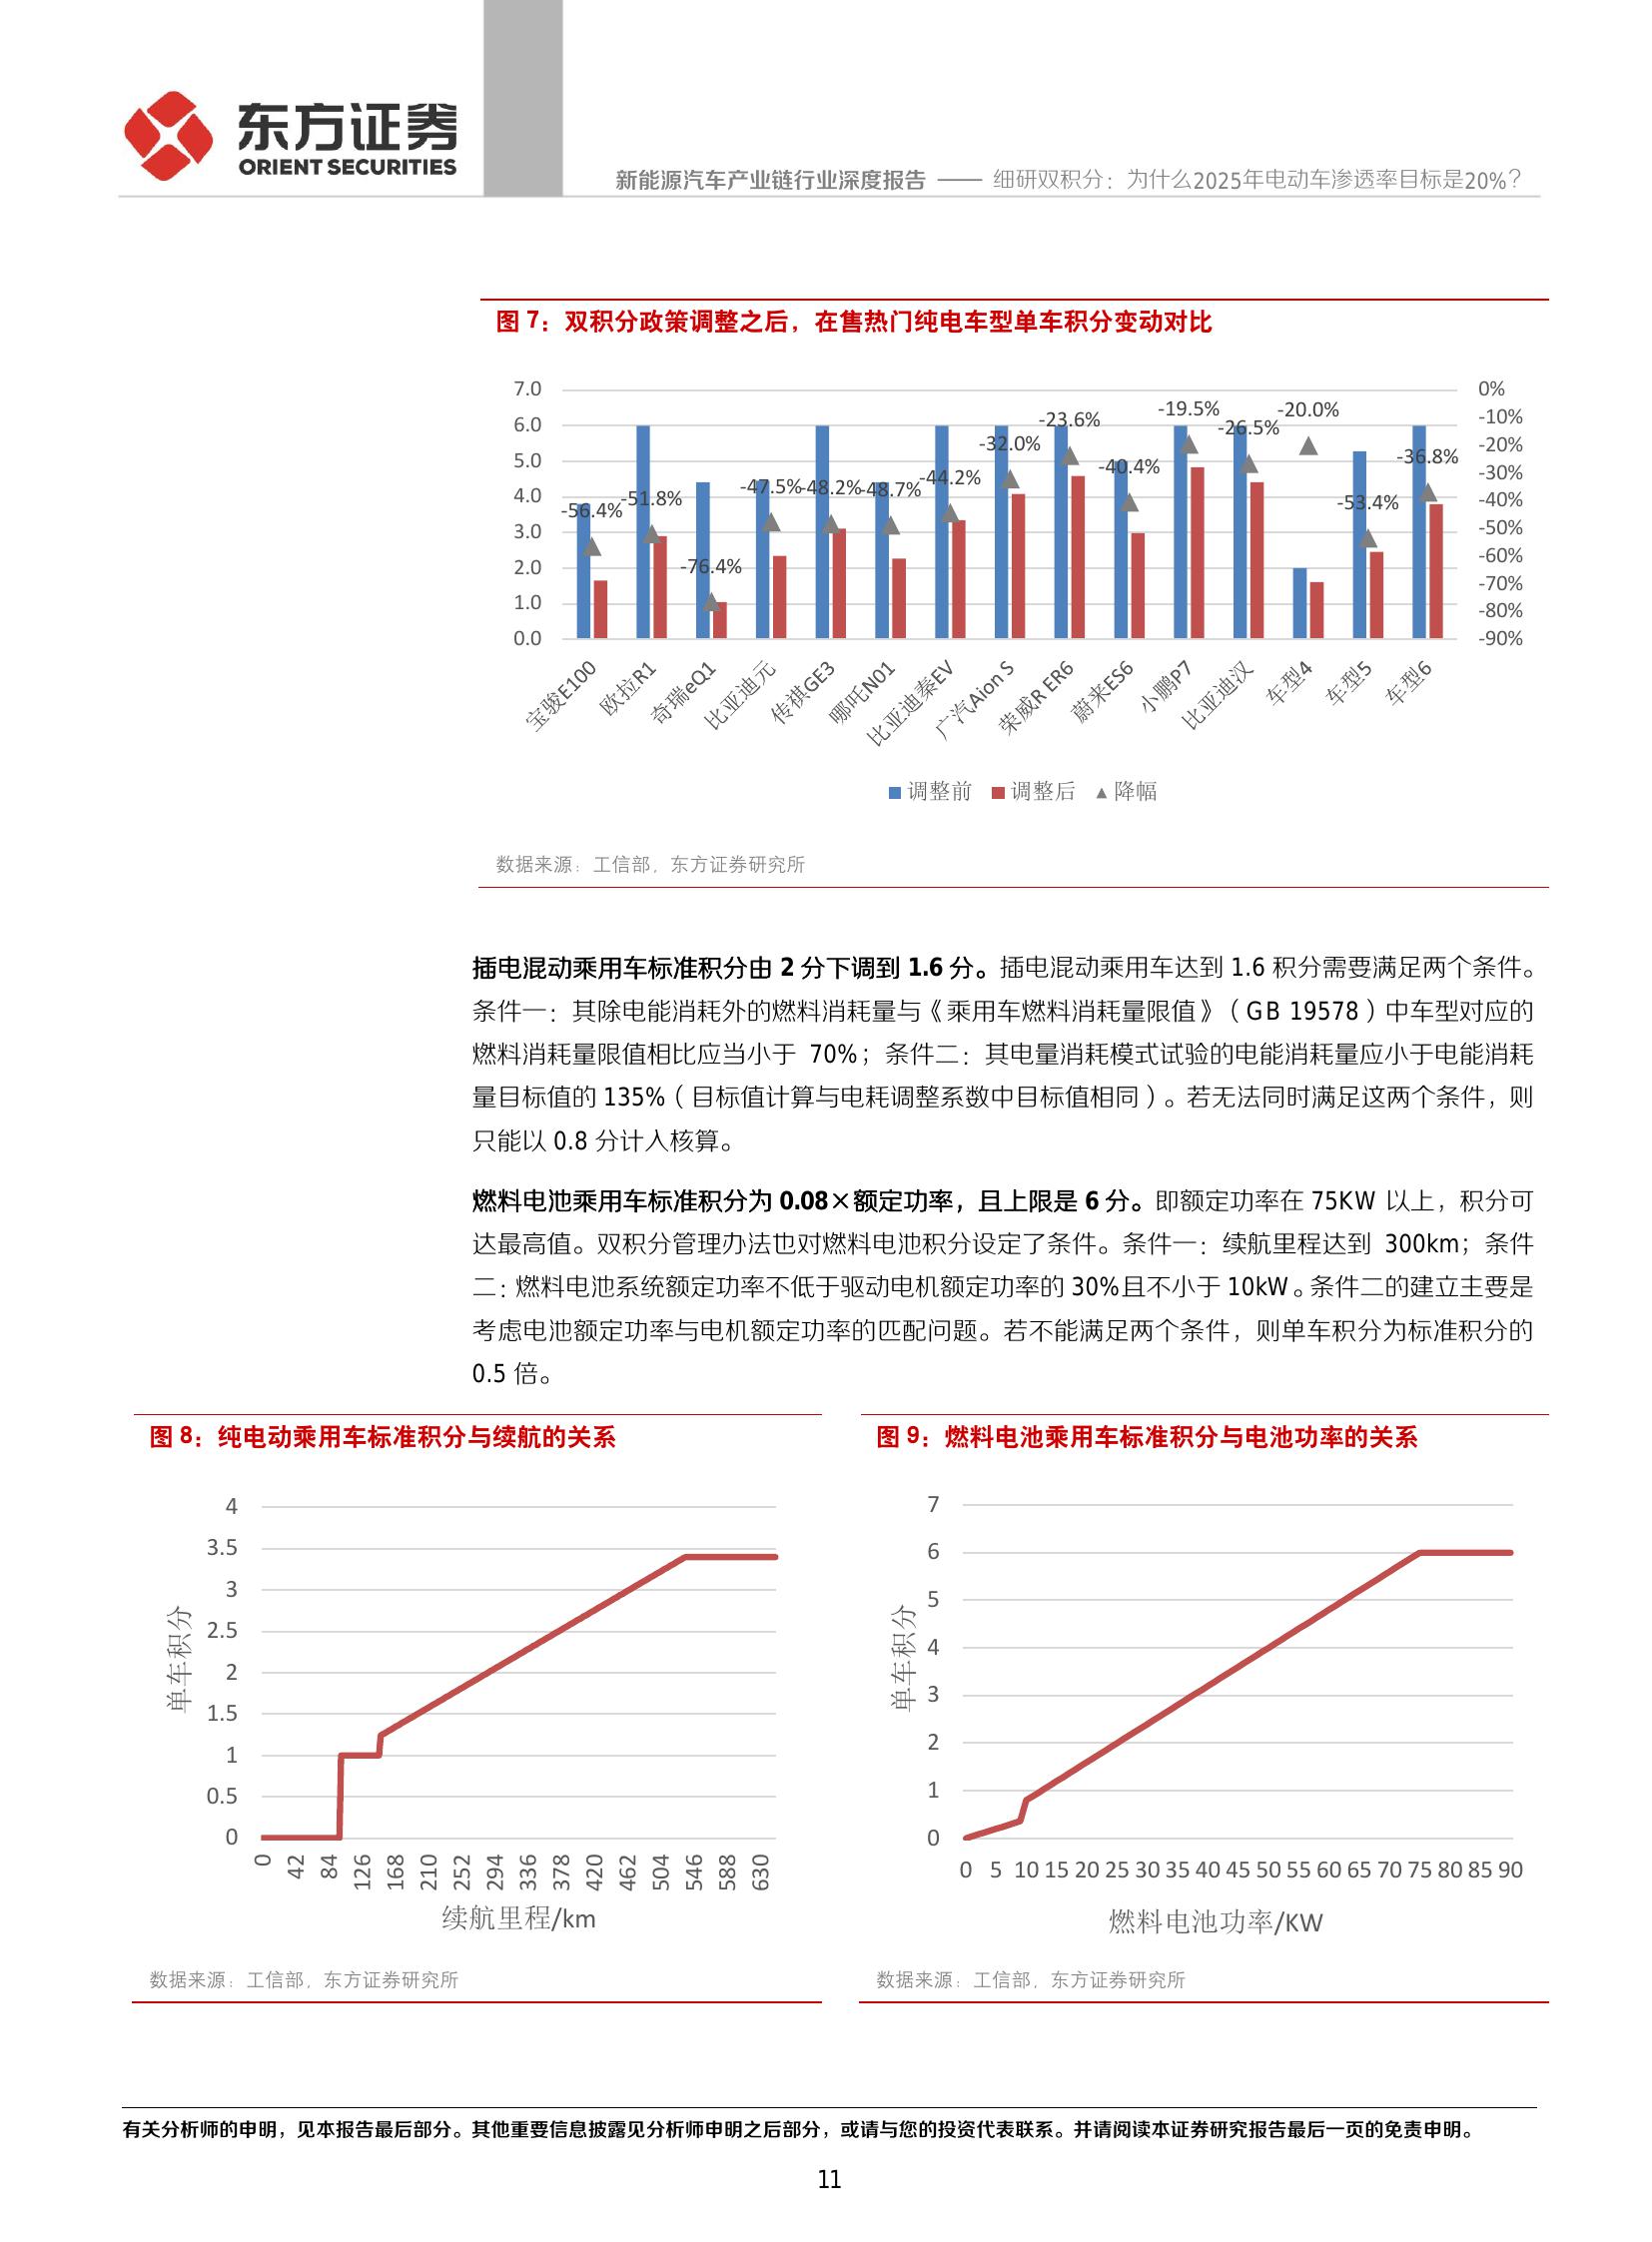 东方证券
ORIENT SECURITIES
新能源汽车产业链行业深度报告 —— 细研双积分：为什么2025年电动车渗透率目标是20%？
图 7：双积分政策调整之后，在售热门纯电车型单车积分变动对比
7.0
6.0
5.0
4.0
3.0
2.0
1.0
0.0
0%
-10%
-20%
-30%
-40%
-50%
-60%
-70%
-80%
-90%
-56.4%
-51.8%
-76.4%
-47.5%
-48.2%
-48.7%
-44.2%
-32.0%
-23.6%
-40.4%
-19.5%
-26.5%
-20.0%
-53.4%
-36.8%
宝骏E100
欧拉R1
奇瑞eQ1
比亚迪元
传祺GE3
哪吒N01
比亚迪秦EV
广汽Aion S
荣威R ER6
蔚来ES6
小鹏P7
比亚迪汉
车型4
车型5
车型6
调整前 调整后 降幅
数据来源：工信部，东方证券研究所
插电混动乘用车标准积分由 2 分下调到 1.6 分。插电混动乘用车达到 1.6 积分需要满足两个条件。
条件一：其除电能消耗外的燃料消耗量与《乘用车燃料消耗量限值》（GB 19578）中车型对应的
燃料消耗量限值相比应当小于 70%；条件二：其电量消耗模式试验的电能消耗量应小于电能消耗
量目标值的 135%（目标值计算与电耗调整系数中目标值相同）。若无法同时满足这两个条件，则
只能以 0.8 分计入核算。
燃料电池乘用车标准积分为 0.08×额定功率，且上限是 6 分。即额定功率在 75KW 以上，积分可
达最高值。双积分管理办法也对燃料电池积分设定了条件。条件一：续航里程达到 300km；条件
二：燃料电池系统额定功率不低于驱动电机额定功率的 30%且不小于 10kW。条件二的建立主要是
考虑电池额定功率与电机额定功率的匹配问题。若不能满足两个条件，则单车积分为标准积分的
0.5 倍。
图 8：纯电动乘用车标准积分与续航的关系
4
3.5
3
2.5
2
1.5
1
0.5
0
单车积分
0 42 84 126 168 210 252 294 336 378 420 462 504 546 588 630
续航里程/km
数据来源：工信部，东方证券研究所
图 9：燃料电池乘用车标准积分与电池功率的关系
7
6
5
4
3
2
1
0
单车积分
0 5 10 15 20 25 30 35 40 45 50 55 60 65 70 75 80 85 90
燃料电池功率/KW
数据来源：工信部，东方证券研究所
有关分析师的申明，见本报告最后部分。其他重要信息披露见分析师申明之后部分，或请与您的投资代表联系。并请阅读本证券研究报告最后一页的免责申明。
11